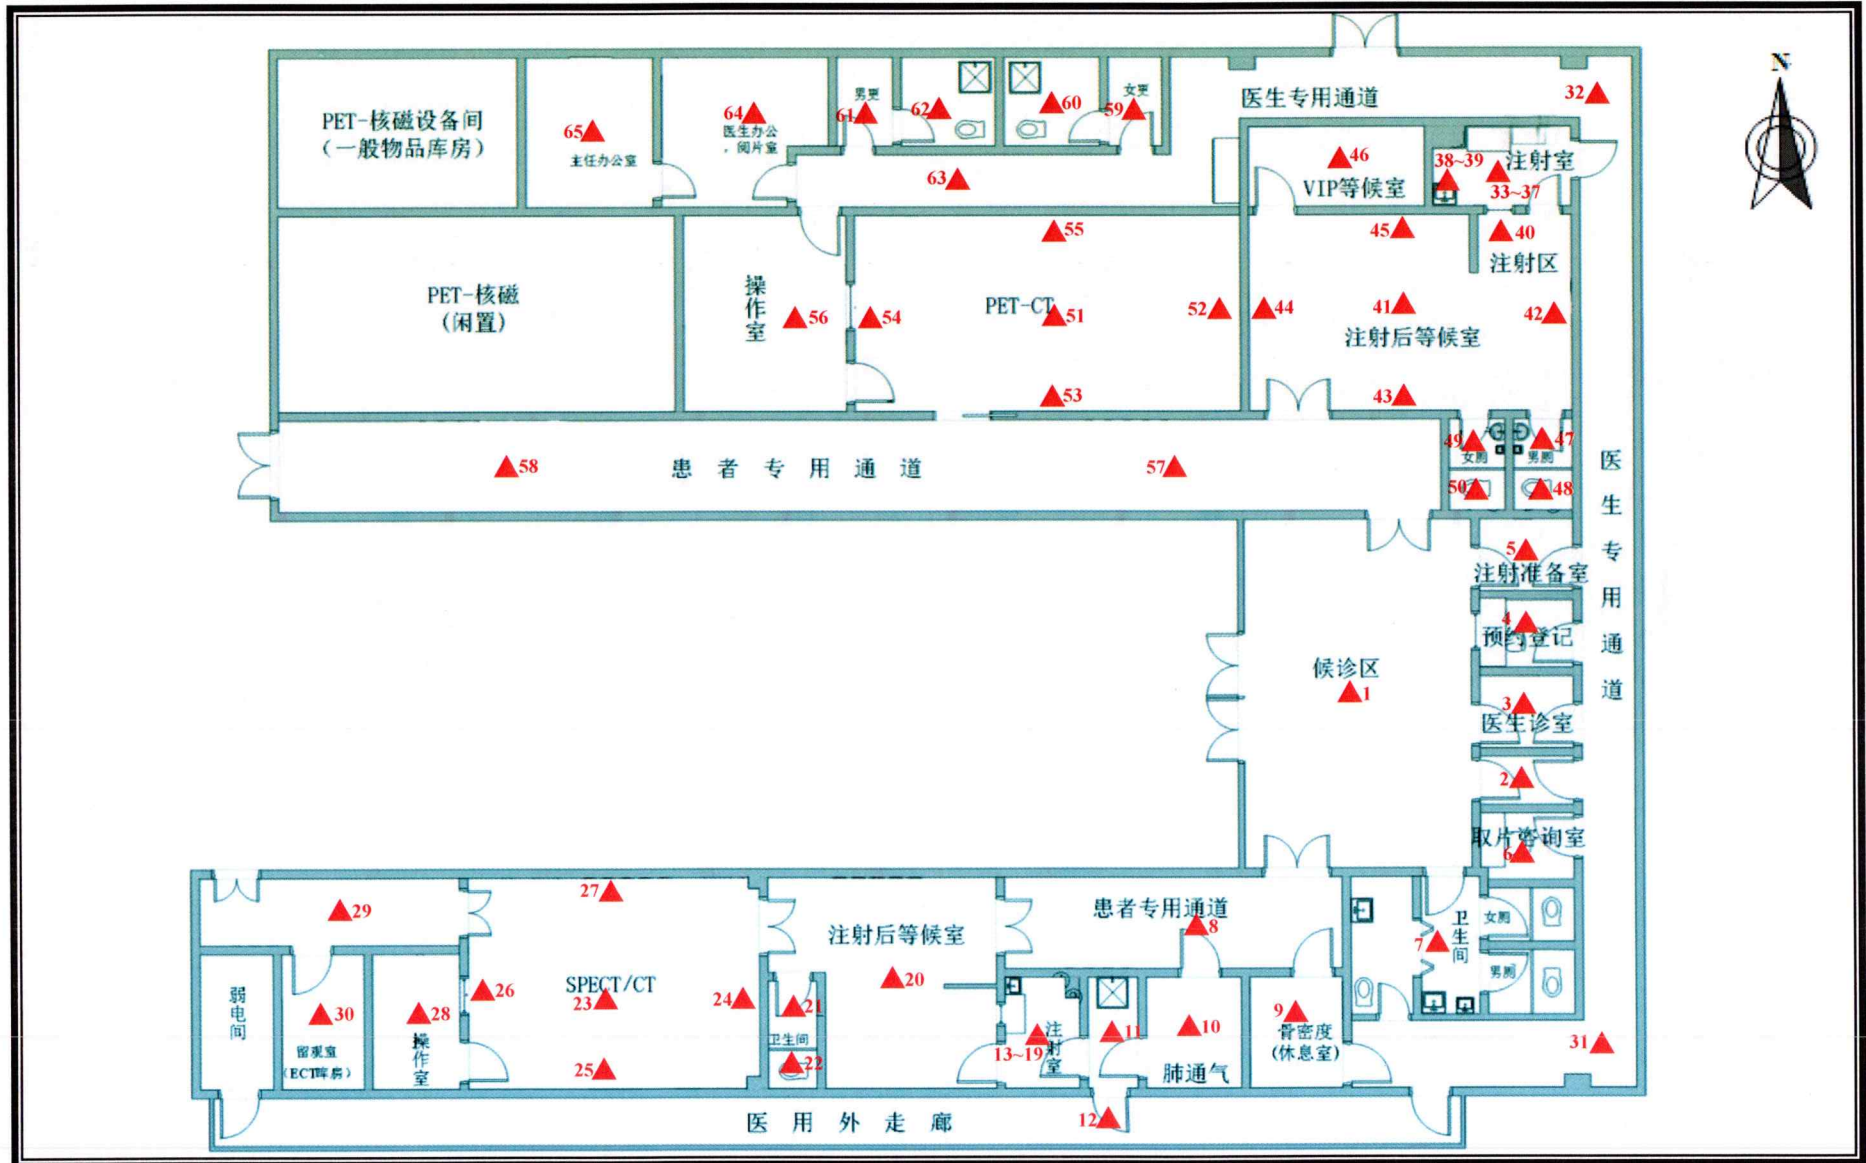 N
医生专用通道
32
PET-核磁设备间
(一般物品库房)
65
主任办公室
64
医生办公
，阅片室
男更
61
62
60
女更
59
63
46
VIP等候室
38~39
注射室
33~37
PET-核磁
(闲置)
操作室
56
54
55
PET-CT
51
52
53
45
40
注射区
44
41
42
注射后等候室
43
58
患者专用通道
57
49
女厕
50
47
男厕
48
医生专用通道
5
注射准备室
4
预约登记
候诊区
1
3
医生诊室
2
取片咨询室
6
29
27
注射后等候室
患者专用通道
8
卫生间
7
女厕
男厕
弱电间
30
留观室
(ECT库房)
28
操作室
26
SPECT/CT
23
24
25
20
21
卫生间
22
13~19
注射室
11
10
肺通气
9
骨密度
(休息室)
31
12
医用外走廊